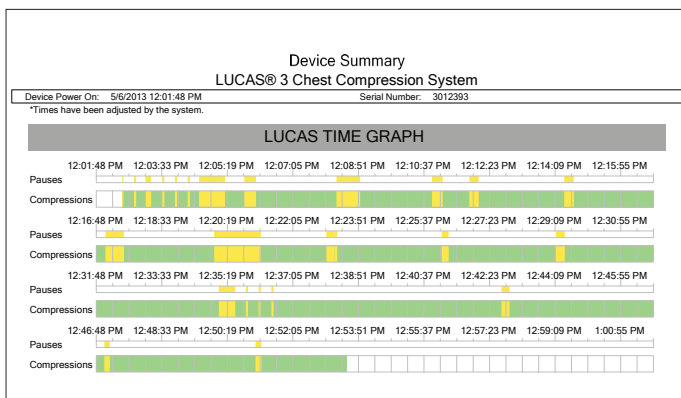 Device Summary
LUCAS® 3 Chest Compression System
Device Power On: 5/6/2013 12:01:48 PM Serial Number: 3012393
*Times have been adjusted by the system.
LUCAS TIME GRAPH
12:01:48 PM 12:03:33 PM 12:05:19 PM 12:07:05 PM 12:08:51 PM 12:10:37 PM 12:12:23 PM 12:14:09 PM 12:15:55 PM
Pauses
Compressions
12:16:48 PM 12:18:33 PM 12:20:19 PM 12:22:05 PM 12:23:51 PM 12:25:37 PM 12:27:23 PM 12:29:09 PM 12:30:55 PM
Pauses
Compressions
12:31:48 PM 12:33:33 PM 12:35:19 PM 12:37:05 PM 12:38:51 PM 12:40:37 PM 12:42:23 PM 12:44:09 PM 12:45:55 PM
Pauses
Compressions
12:46:48 PM 12:48:33 PM 12:50:19 PM 12:52:05 PM 12:53:51 PM 12:55:37 PM 12:57:23 PM 12:59:09 PM 1:00:55 PM
Pauses
Compressions